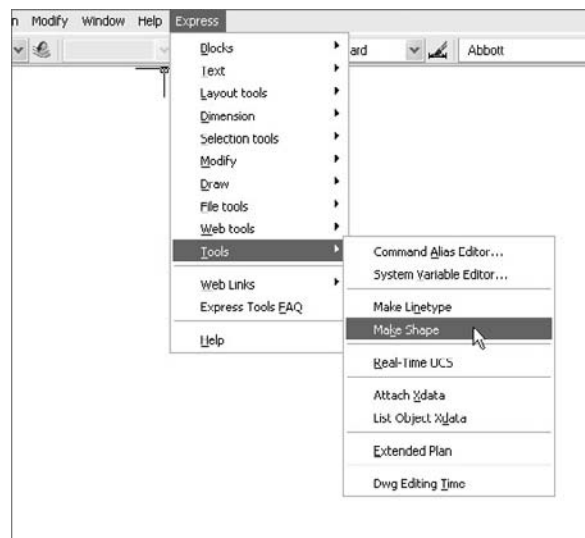 n Modify Window Help Express
ard Abbott
Blocks
Text
Layout tools
Dimension
Selection tools
Modify
Draw
File tools
Web tools
Tools
Web Links
Express Tools FAQ
Help
Command Alias Editor...
System Variable Editor...
Make Linetype
Make Shape
Real-Time UCS
Attach Xdata
List Object Xdata
Extended Plan
Dwg Editing Time